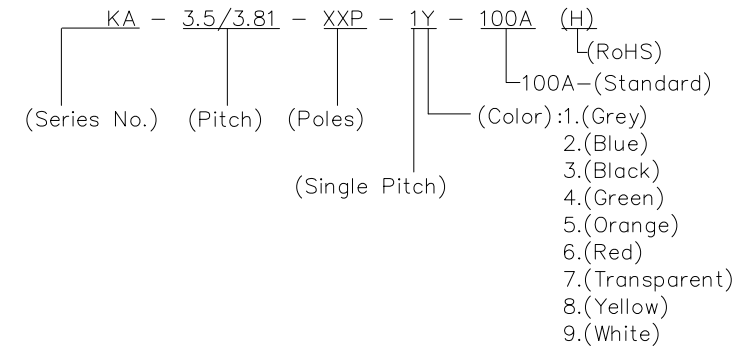 KA - 3.5/3.81 - XXP - 1Y - 100A (H)
(RoHS)
100A-(Standard)
(Series No.) (Pitch) (Poles) (Color):1.(Grey)
2.(Blue)
3.(Black)
(Single Pitch)
4.(Green)
5.(Orange)
6.(Red)
7.(Transparent)
8.(Yellow)
9.(White)